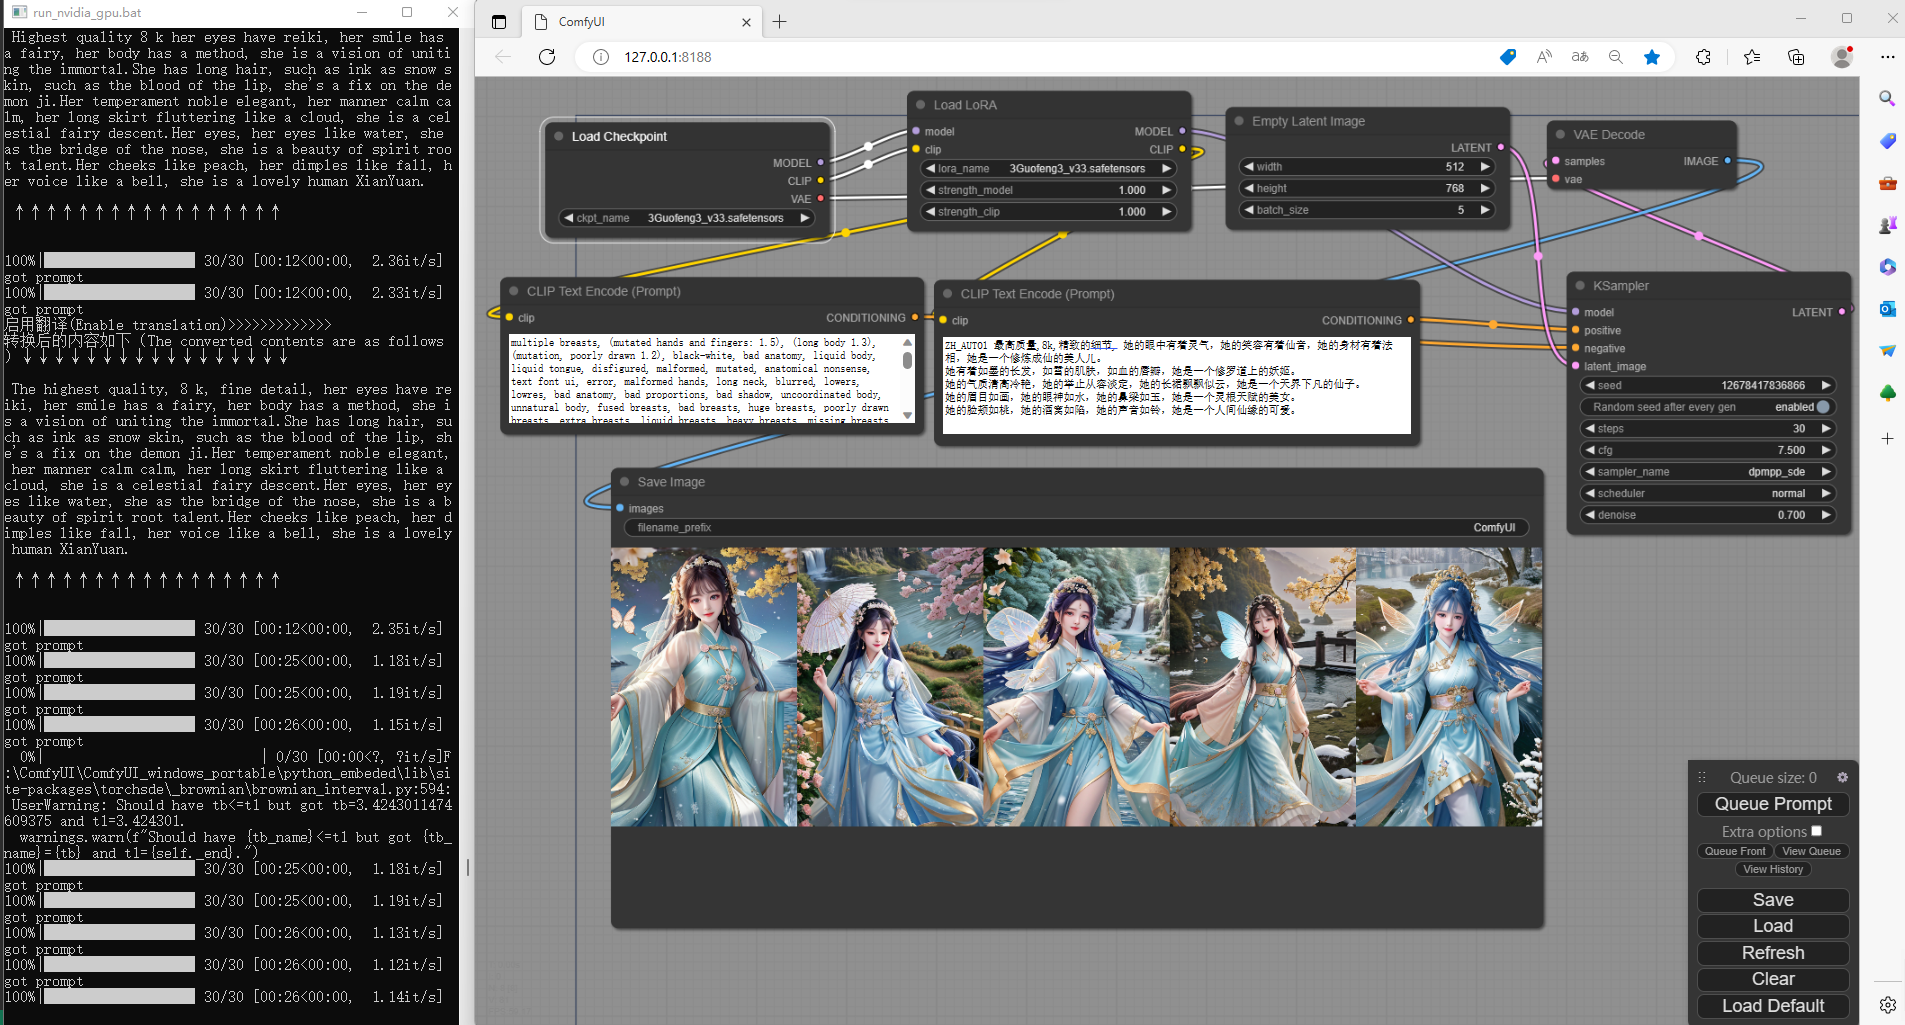 run_nvidia_gpu.bat
Highest quality 8 k her eyes have reiki, her smile has
a fairy, her body has a method, she is a vision of uniti
ng the immortal.She has long hair, such as ink as snow s
kin, such as the blood of the lip, she's a fix on the de
mon ji.Her temperament noble elegant, her manner calm ca
lm, her long skirt fluttering like a cloud, she is a cel
estial fairy descent.Her eyes, her eyes like water, she
as the bridge of the nose, she is a beauty of spirit roo
t talent.Her cheeks like peach, her dimples like fall, h
er voice like a bell, she is a lovely human XianYuan.
↑↑↑↑↑↑↑↑↑↑↑↑↑↑↑↑↑
100%| 30/30 [00:12<00:00, 2.36it/s]
got prompt
100%| 30/30 [00:12<00:00, 2.33it/s]
got prompt
启用翻译(Enable translation)>>>>>>>>>>>>>
转换后的内容如下 (The converted contents are as follows
) ↓↓↓↓↓↓↓↓↓↓↓↓↓↓↓↓↓
The highest quality, 8 k, fine detail, her eyes have re
iki, her smile has a fairy, her body has a method, she i
s a vision of uniting the immortal.She has long hair, su
ch as ink as snow skin, such as the blood of the lip, sh
e's a fix on the demon ji.Her temperament noble elegant,
her manner calm calm, her long skirt fluttering like a
cloud, she is a celestial fairy descent.Her eyes, her ey
es like water, she as the bridge of the nose, she is a b
eauty of spirit root talent.Her cheeks like peach, her d
imples like fall, her voice like a bell, she is a lovely
human XianYuan.
↑↑↑↑↑↑↑↑↑↑↑↑↑↑↑↑↑
100%| 30/30 [00:12<00:00, 2.35it/s]
got prompt
100%| 30/30 [00:25<00:00, 1.18it/s]
got prompt
100%| 30/30 [00:25<00:00, 1.19it/s]
got prompt
100%| 30/30 [00:26<00:00, 1.15it/s]
got prompt
0%| | 0/30 [00:00<?, ?it/s]F
:\ComfyUI\ComfyUI_windows_portable\python_embeded\lib\si
te-packages\torchsde\_brownian\brownian_interval.py:594:
UserWarning: Should have tb<=t1 but got tb=3.4243011474
609375 and t1=3.424301.
warnings.warn(f"Should have {tb_name}<=t1 but got {tb_
name}={tb} and t1={self._end}.")
100%| 30/30 [00:25<00:00, 1.18it/s]
got prompt
100%| 30/30 [00:25<00:00, 1.19it/s]
got prompt
100%| 30/30 [00:26<00:00, 1.13it/s]
got prompt
100%| 30/30 [00:26<00:00, 1.12it/s]
got prompt
100%| 30/30 [00:26<00:00, 1.14it/s]
ComfyUI
127.0.0.1:8188
Load Checkpoint
MODEL
CLIP
VAE
ckpt_name 3Guofeng3_v33.safetensors
Load LoRA
model MODEL
clip CLIP
lora_name 3Guofeng3_v33.safetensors
strength_model 1.000
strength_clip 1.000
Empty Latent Image
LATENT
width 512
height 768
batch_size 5
VAE Decode
samples IMAGE
vae
CLIP Text Encode (Prompt)
clip CONDITIONING
multiple breasts, (mutated hands and fingers: 1.5), (long body 1.3),
(mutation, poorly drawn 1.2), black-white, bad anatomy, liquid body,
liquid tongue, disfigured, malformed, mutated, anatomical nonsense,
text font ui, error, malformed hands, long neck, blurred, lowers,
lowres, bad anatomy, bad proportions, bad shadow, uncoordinated body,
unnatural body, fused breasts, bad breasts, huge breasts, poorly drawn
breasts, extra breasts, liquid breasts, heavy breasts, missing breasts
CLIP Text Encode (Prompt)
clip CONDITIONING
ZH_AUTO1 最高质量,8k,精致的细节, 她的眼中有着灵气,她的笑容有着仙音,她的身材有着法
相,她是一个修炼成仙的美人儿。
她有着如墨的长发,如雪的肌肤,如血的唇瓣,她是一个修罗道上的妖姬。
她的气质清高冷艳,她的举止从容淡定,她的长裙飘飘似云,她是一个天界下凡的仙子。
她的眉目如画,她的眼神如水,她的鼻梁如玉,她是一个灵根天赋的美女。
她的脸颊如桃,她的酒窝如陷,她的声音如铃,她是一个人间仙缘的可爱。
KSampler
model LATENT
positive
negative
latent_image
seed 12678417836866
Random seed after every gen enabled
steps 30
cfg 7.500
sampler_name dpmpp_sde
scheduler normal
denoise 0.700
Save Image
images
filename_prefix ComfyUI
Queue size: 0
Queue Prompt
Extra options
Queue Front View Queue
View History
Save
Load
Refresh
Clear
Load Default